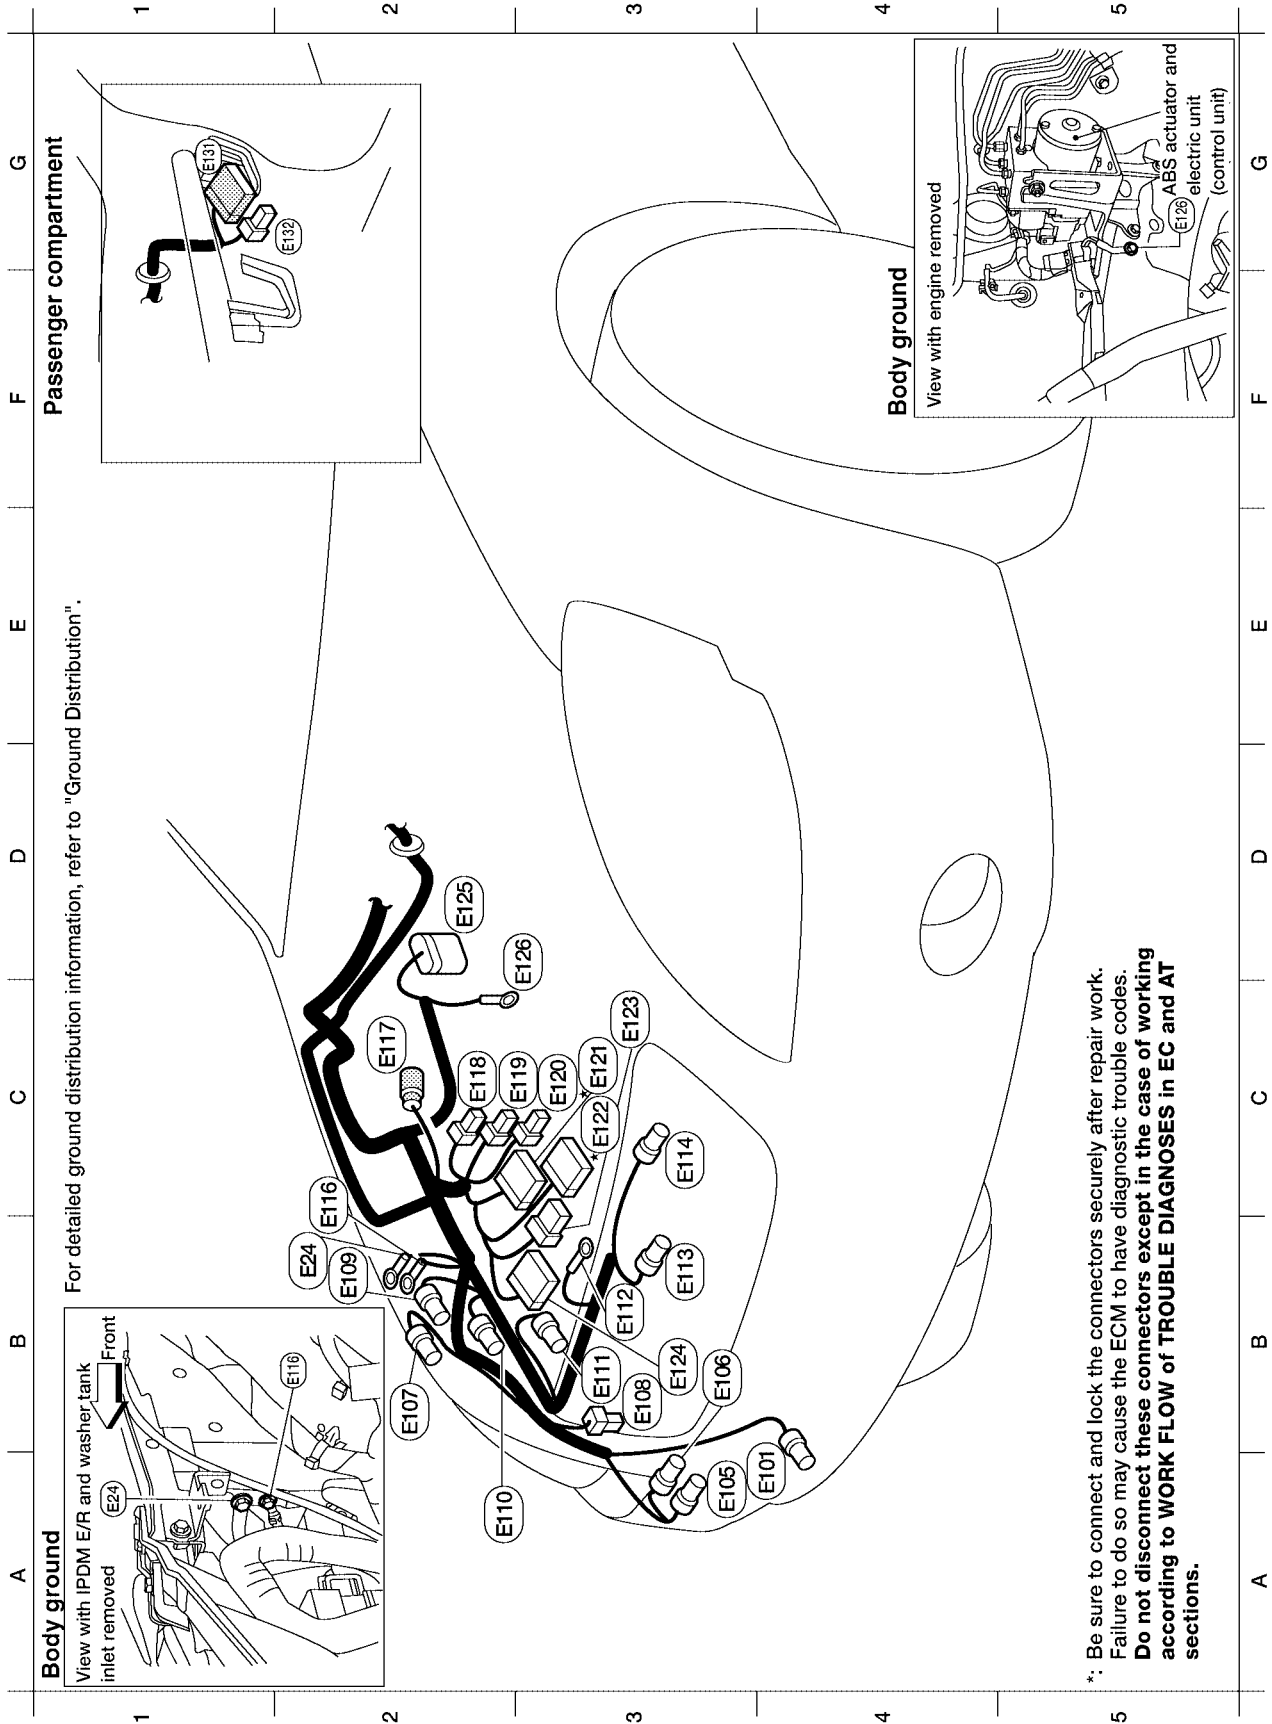 A
B
C
D
E
F
G
1
2
3
4
5
1
2
3
4
5
A
B
C
D
E
F
G
Body ground
View with IPDM E/R and washer tank
inlet removed
Front
E24
E116
For detailed ground distribution information, refer to "Ground Distribution".
Passenger compartment
E131
E132
E24
E116
E109
E107
E110
E117
E125
E126
E118
E119
E120
E121
★
E122
★
E123
E114
E113
E112
E111
E124
E108
E106
E105
E101
Body ground
View with engine removed
ABS actuator and
electric unit
(control unit)
E126
*: Be sure to connect and lock the connectors securely after repair work.
Failure to do so may cause the ECM to have diagnostic trouble codes.
Do not disconnect these connectors except in the case of working
according to WORK FLOW of TROUBLE DIAGNOSES in EC and AT
sections.